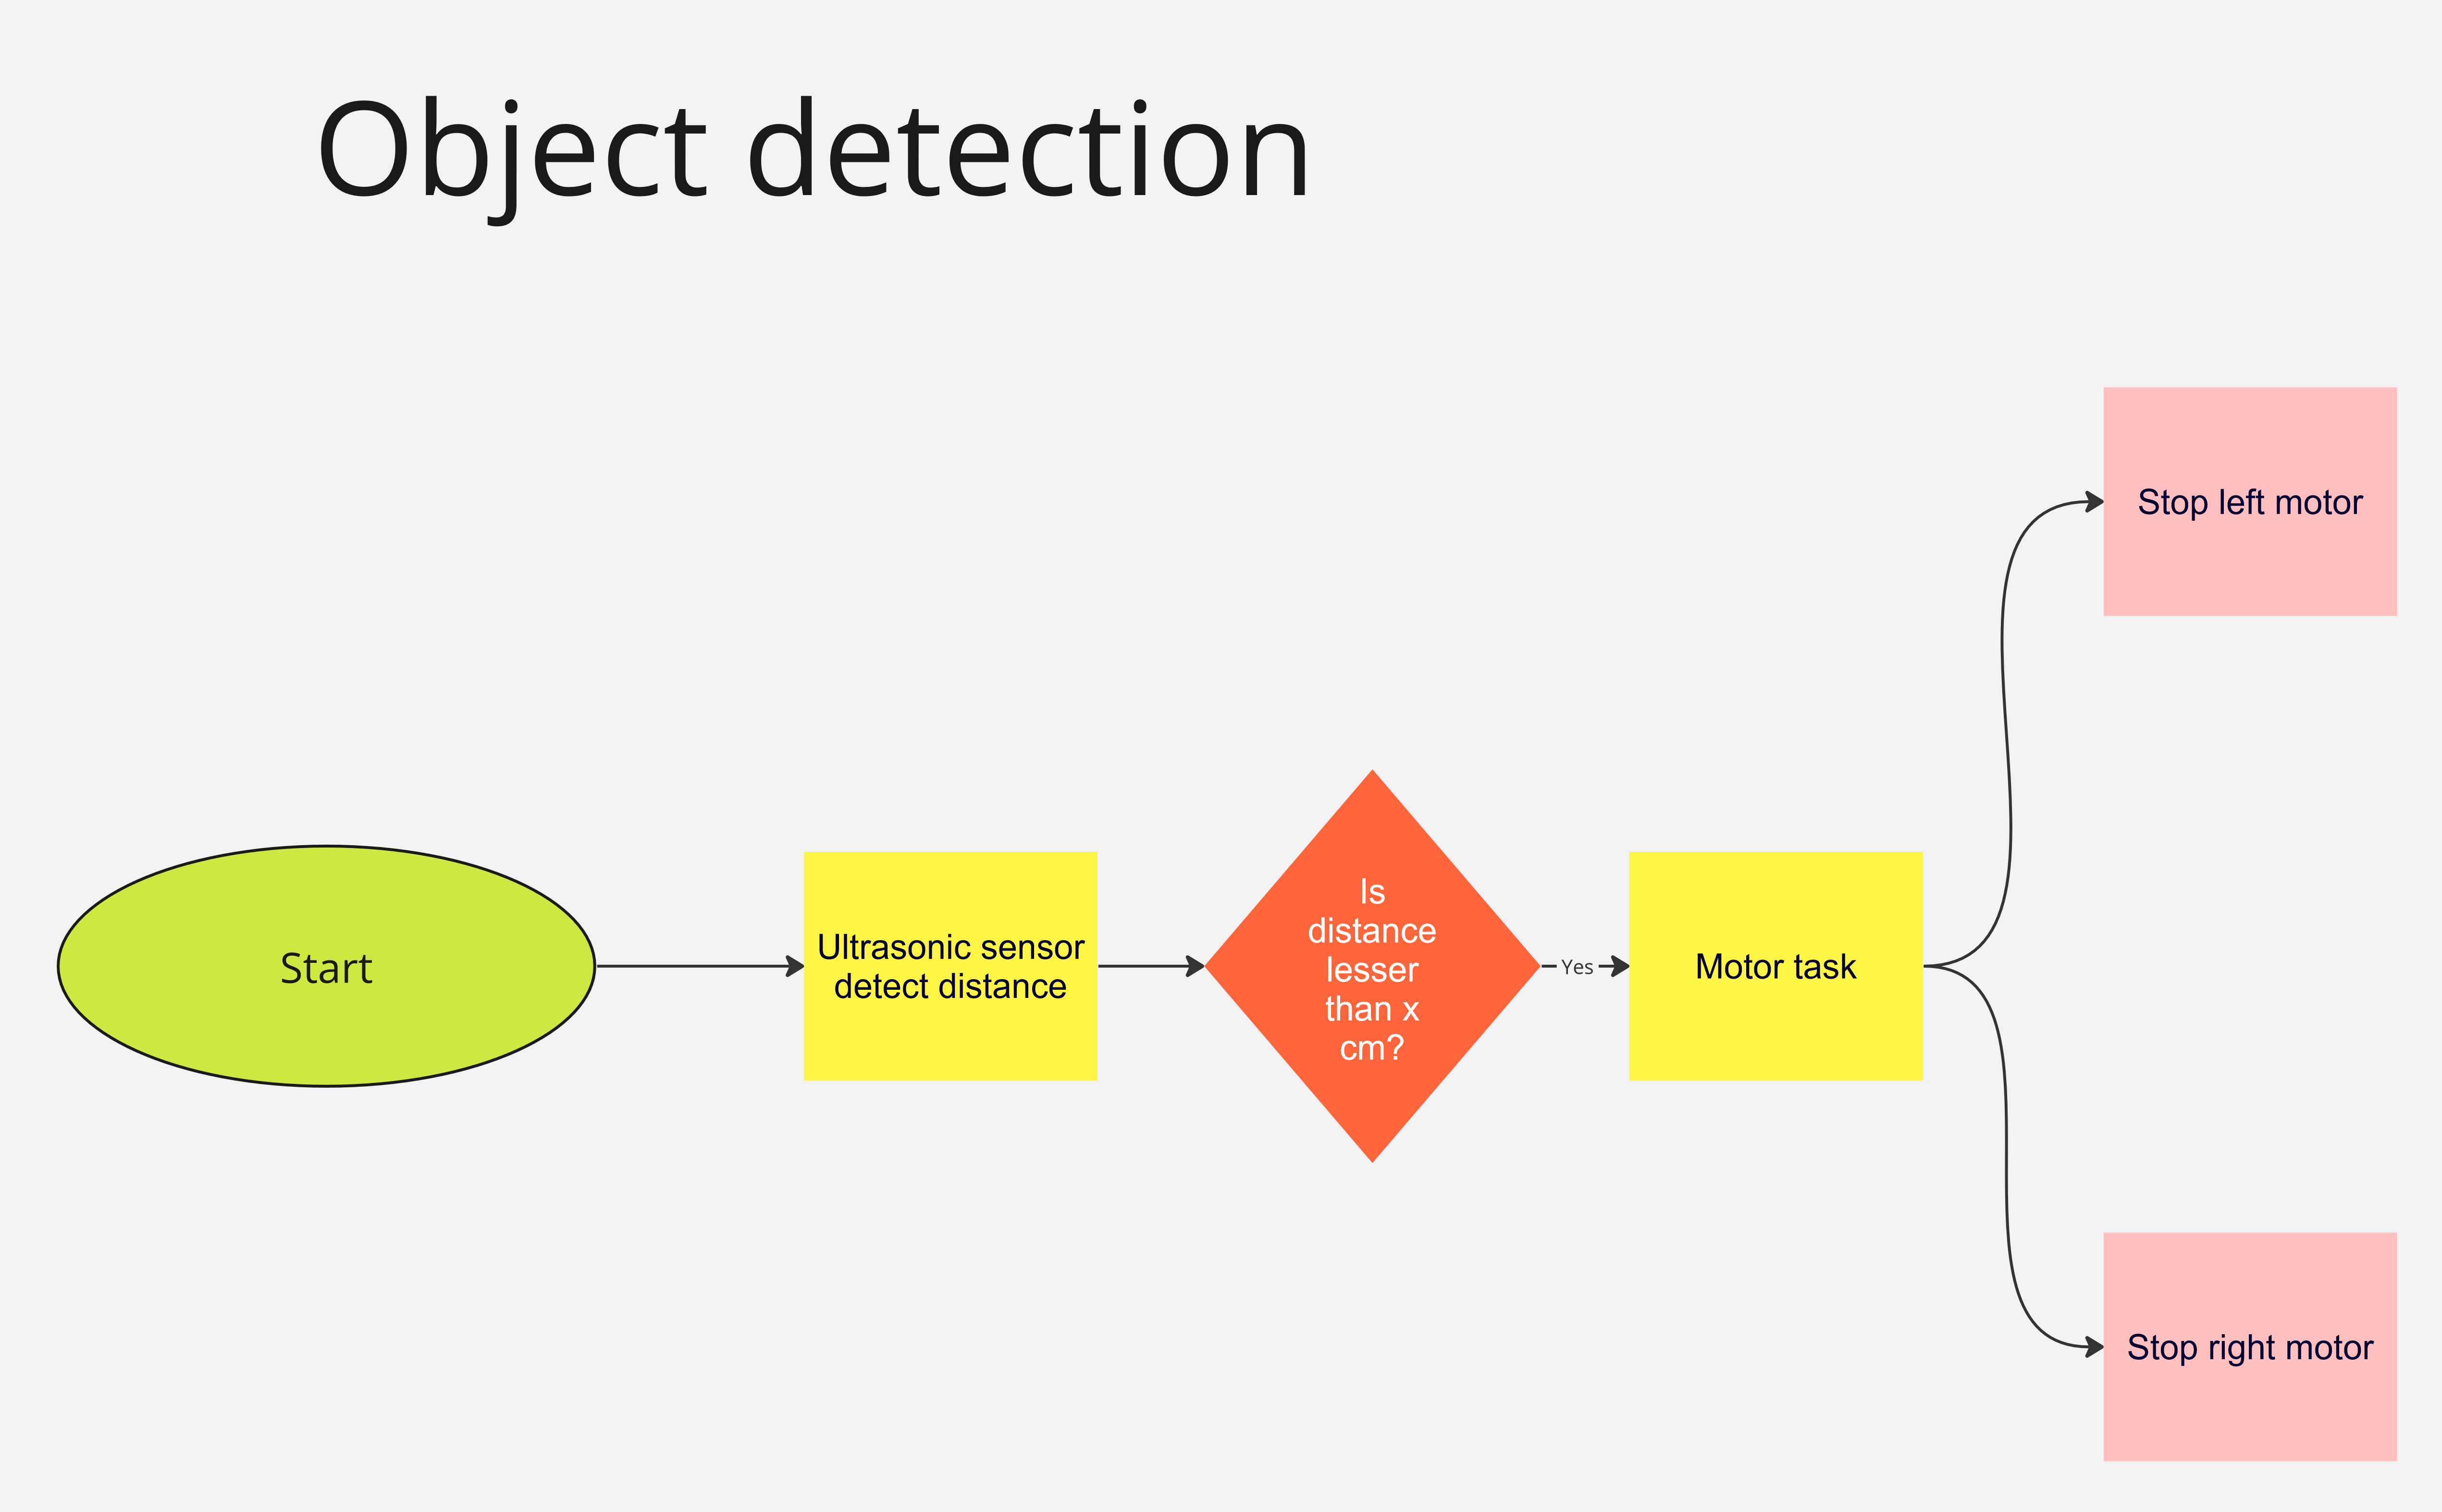 Object detection
Stop left motor
Start
Ultrasonic sensor
detect distance
Is
distance
lesser
than x
cm?
Yes
Motor task
Stop right motor